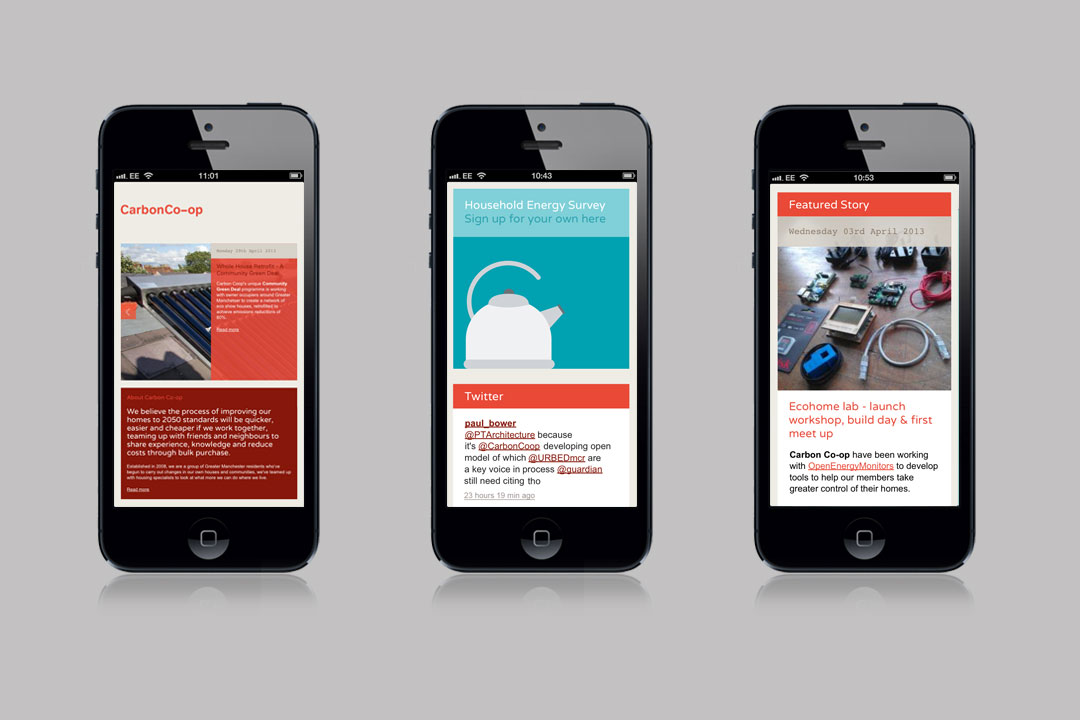 EE 11:01
CarbonCo-op
Whole House Retrofits - A
Community Green Deal
Carbon Coop's unique Community
Green Deal programme is working
with owner occupiers around Greater
Manchester to create a network of
eco show houses, retrofitted to
achieve emissions reductions of
80%.
Read more
About Carbon Co-op
We believe the process of improving our
homes to 2050 standards will be quicker,
easier and cheaper if we work together,
teaming up with friends and neighbours to
share experience, knowledge and reduce
costs through bulk purchase.
Established in 2008, we are a group of Greater Manchester residents who've
begun to carry out changes in our own houses and communities, we've teamed up
with housing specialists to look at what more we can do where we live.
Read more
EE 10:43
Household Energy Survey
Sign up for your own here
Twitter
paul_bower
@PTArchitecture because
it's @CarbonCoop developing open
model of which @URBEDmcr are
a key voice in process @guardian
still need citing tho
23 hours 19 min ago
EE 10:53
Featured Story
Wednesday 03rd April 2013
Ecohome lab - launch
workshop, build day & first
meet up
Carbon Co-op have been working
with OpenEnergyMonitors to develop
tools to help our members take
greater control of their homes.